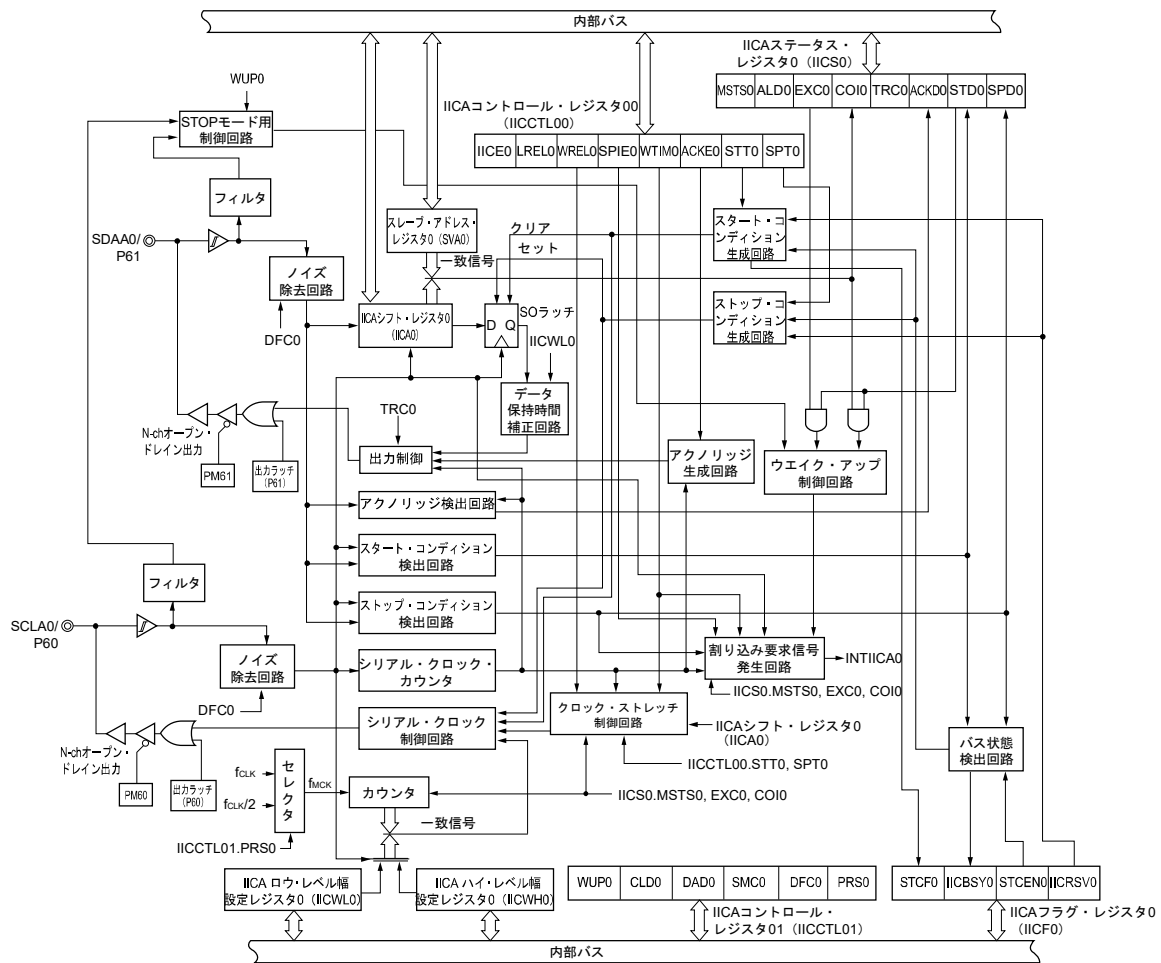 内部バス
IICAステータス・
レジスタ0（IICS0）
MSTS0 ALD0 EXC0 COI0 TRC0 ACKD0 STD0 SPD0
WUP0
STOPモード用
制御回路
IICAコントロール・レジスタ00
（IICCTL00）
IICE0 LREL0 WREL0 SPIE0 WTIM0 ACKE0 STT0 SPT0
フィルタ
スレーブ・アドレス・
レジスタ0（SVA0）
クリア
セット
一致信号
スタート・コ
ンディション
生成回路
SDAA0/
P61
ノイズ
除去回路
DFC0
IICAシフト・レジスタ0
（IICA0）
D Q
SOラッチ
IICWL0
ストップ・コ
ンディション
生成回路
データ
保持時間
補正回路
TRC0
N-chオープン・
ドレイン出力
PM61
出力ラッチ
（P61）
出力制御
アクノリッジ
生成回路
ウエイク・アップ
制御回路
アクノリッジ検出回路
スタート・コンディション
検出回路
フィルタ
ストップ・コンディション
検出回路
SCLA0/
P60
ノイズ
除去回路
DFC0
シリアル・クロック・
カウンタ
割り込み要求信号
発生回路
INTIICA0
IICS0.MSTS0, EXC0, COI0
シリアル・クロック
制御回路
クロック・ストレッチ
制御回路
IICAシフト・レジスタ0
（IICA0）
IICCTL00.STT0, SPT0
バス状態
検出回路
N-chオープン・
ドレイン出力
PM60
出力ラッチ
（P60）
fCLK
fCLK/2
セレクタ
fMCK
カウンタ
IICS0.MSTS0, EXC0, COI0
一致信号
IICCTL01.PRS0
IICA ロウ・レベル幅
設定レジスタ0（IICWL0）
IICA ハイ・レベル幅
設定レジスタ0（IICWH0）
WUP0 CLD0 DAD0 SMC0 DFC0 PRS0
STCF0 IICBSY0 STCEN0 IICRSV0
IICAコントロール・
レジスタ01（IICCTL01）
IICAフラグ・レジスタ0
（IICF0）
内部バス